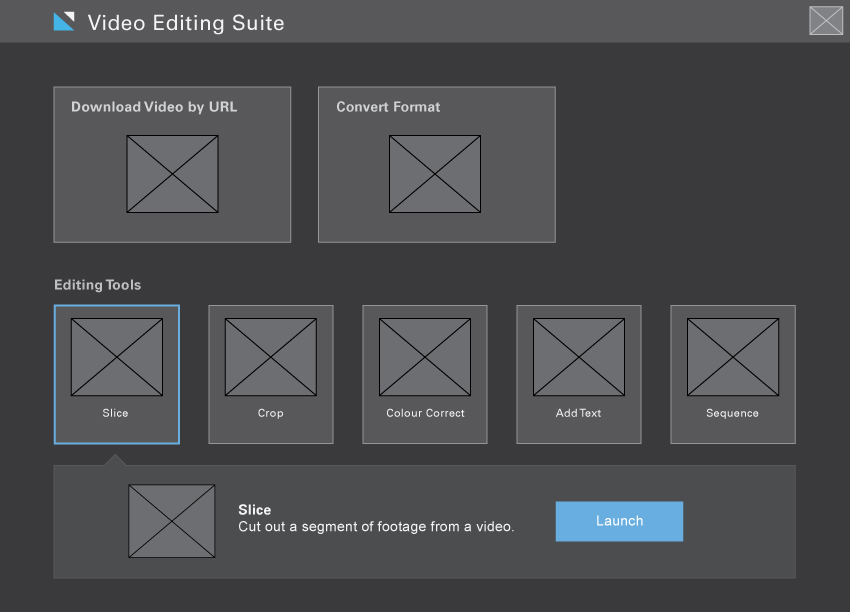 Video Editing Suite
Download Video by URL
Convert Format
Editing Tools
Slice
Crop
Colour Correct
Add Text
Sequence
Slice
Cut out a segment of footage from a video.
Launch